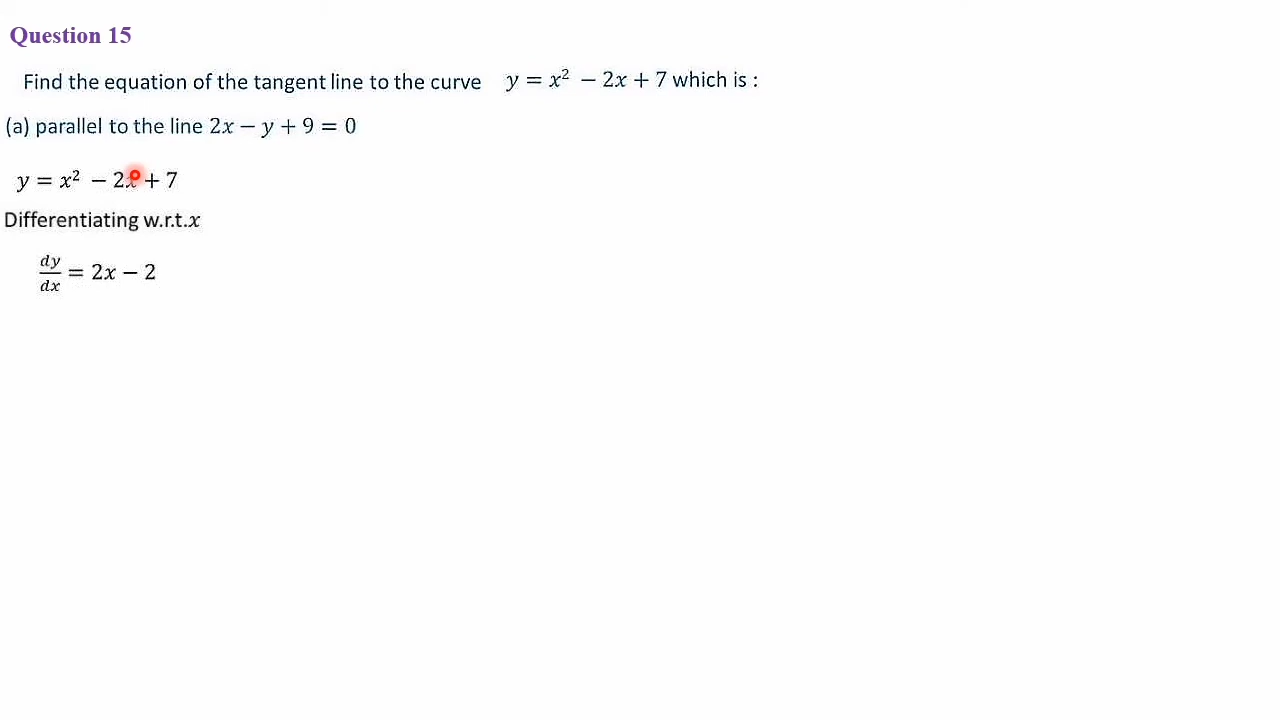 Question 15
Find the equation of the tangent line to the curve y = x² − 2x + 7 which is :
(a) parallel to the line 2x − y + 9 = 0
y = x² − 2x + 7
Differentiating w.r.t.x
dy/dx = 2x − 2